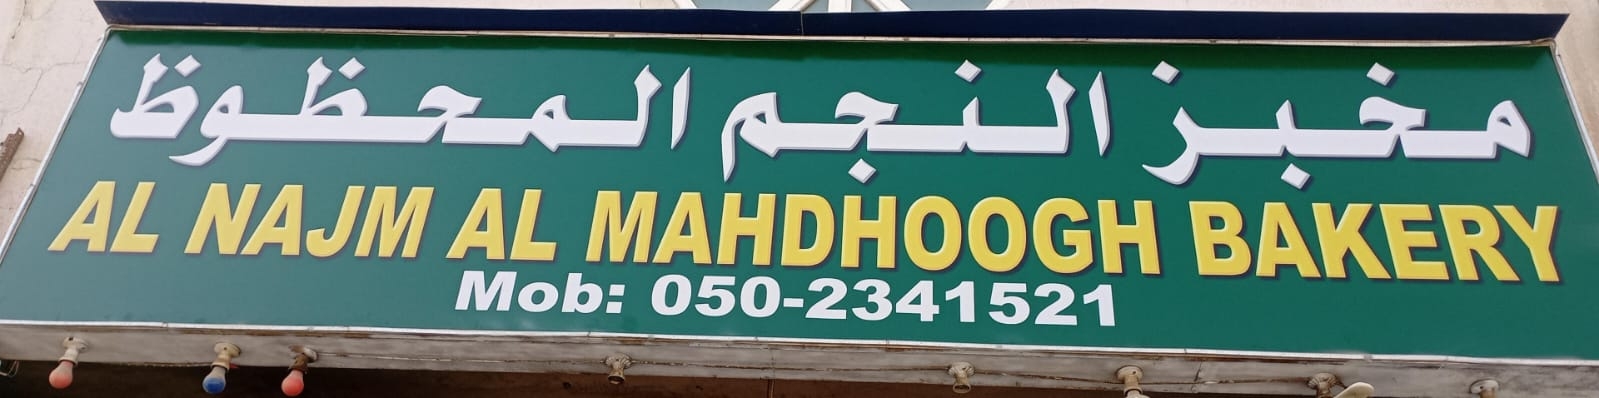 مخبز النجم المحظوظ
AL NAJM AL MAHDHOOGH BAKERY
Mob: 050-2341521